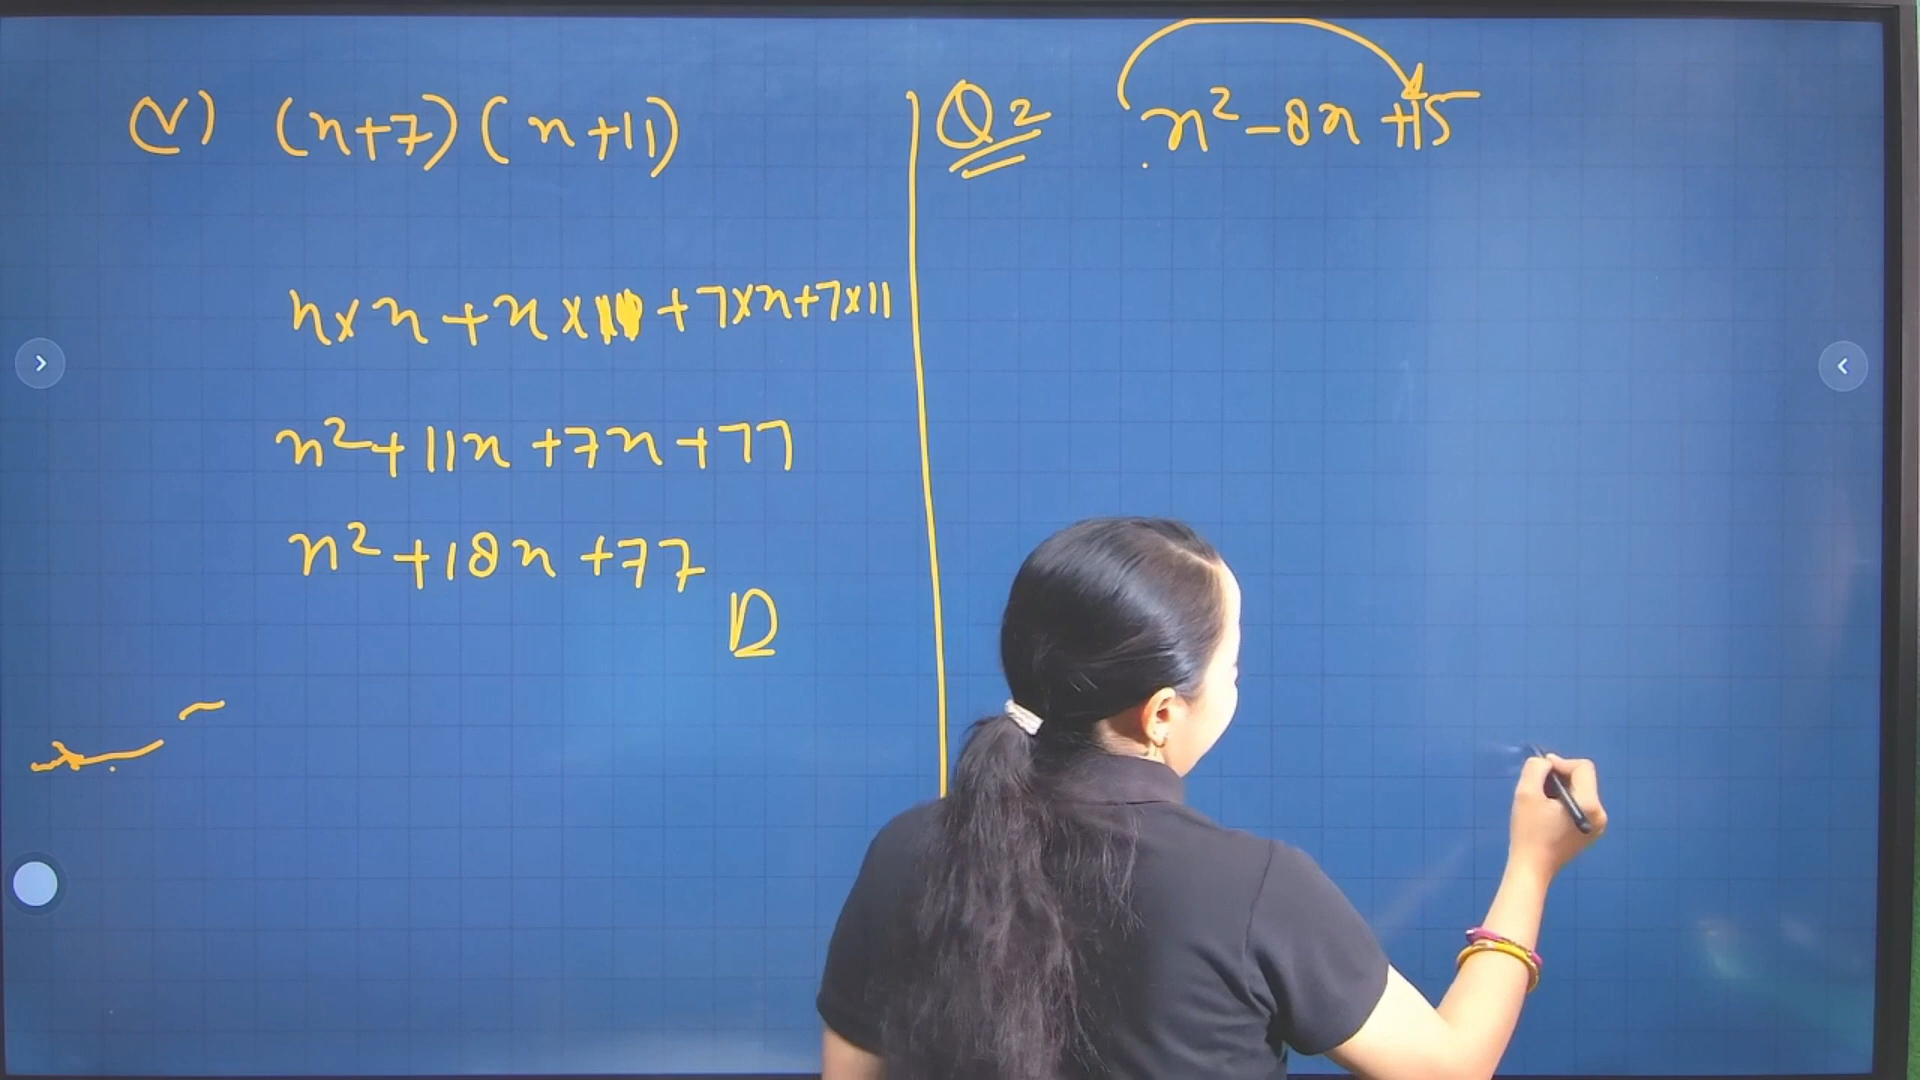 (v) (x+7) (x+11)
x×x + x×11 + 7×x+7×11
x²+11x+7x+77
x²+18x+77
D
Q2 x²-8x+15